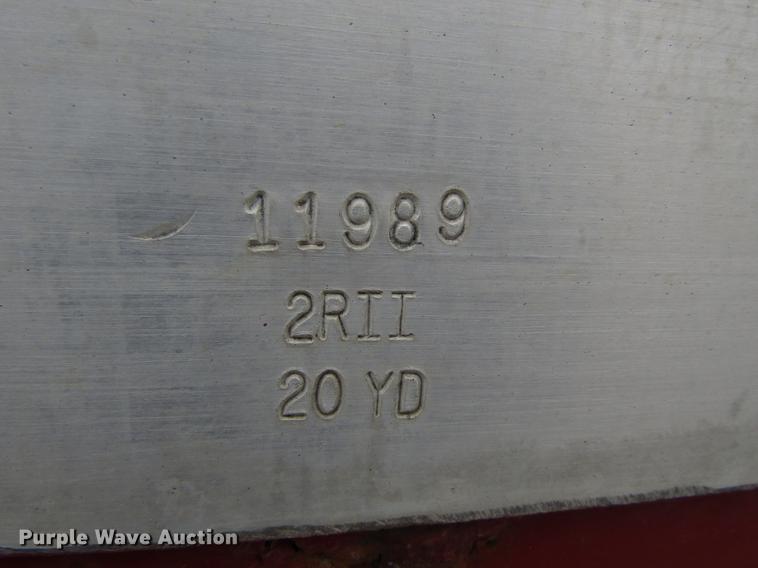 11989
2RII
20 YD
Purple Wave Auction